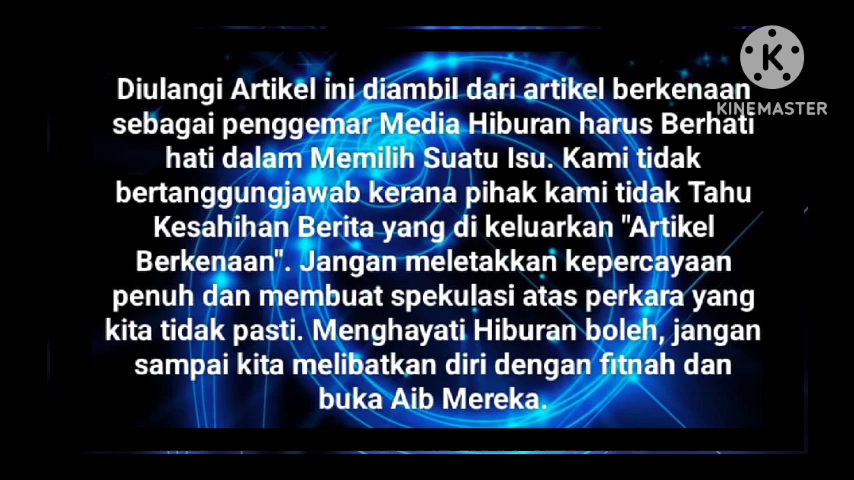 Diulangi Artikel ini diambil dari artikel berkenaan
sebagai penggemar Media Hiburan harus Berhati
hati dalam Memilih Suatu Isu. Kami tidak
bertanggungjawab kerana pihak kami tidak Tahu
Kesahihan Berita yang di keluarkan "Artikel
Berkenaan". Jangan meletakkan kepercayaan
penuh dan membuat spekulasi atas perkara yang
kita tidak pasti. Menghayati Hiburan boleh, jangan
sampai kita melibatkan diri dengan fitnah dan
buka Aib Mereka.
K
KINEMASTER